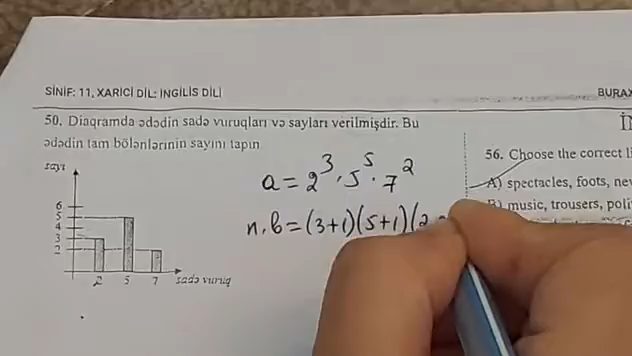 SİNİF: 11, XARİCİ DİL: İNGİLİS DİLİ
50. Diaqramda ədədin sadə vuruqları və sayları verilmişdir. Bu
ədədin tam bölənlərinin sayını tapın
sayı
6
5
4
3
2
2 5 7 sadə vuruq
a = 2³ · 5⁵ · 7²
n.b = (3+1)(5+1)(2
BURAX
56. Choose the correct li
A) spectacles, foots, new
B) music, trousers, poli